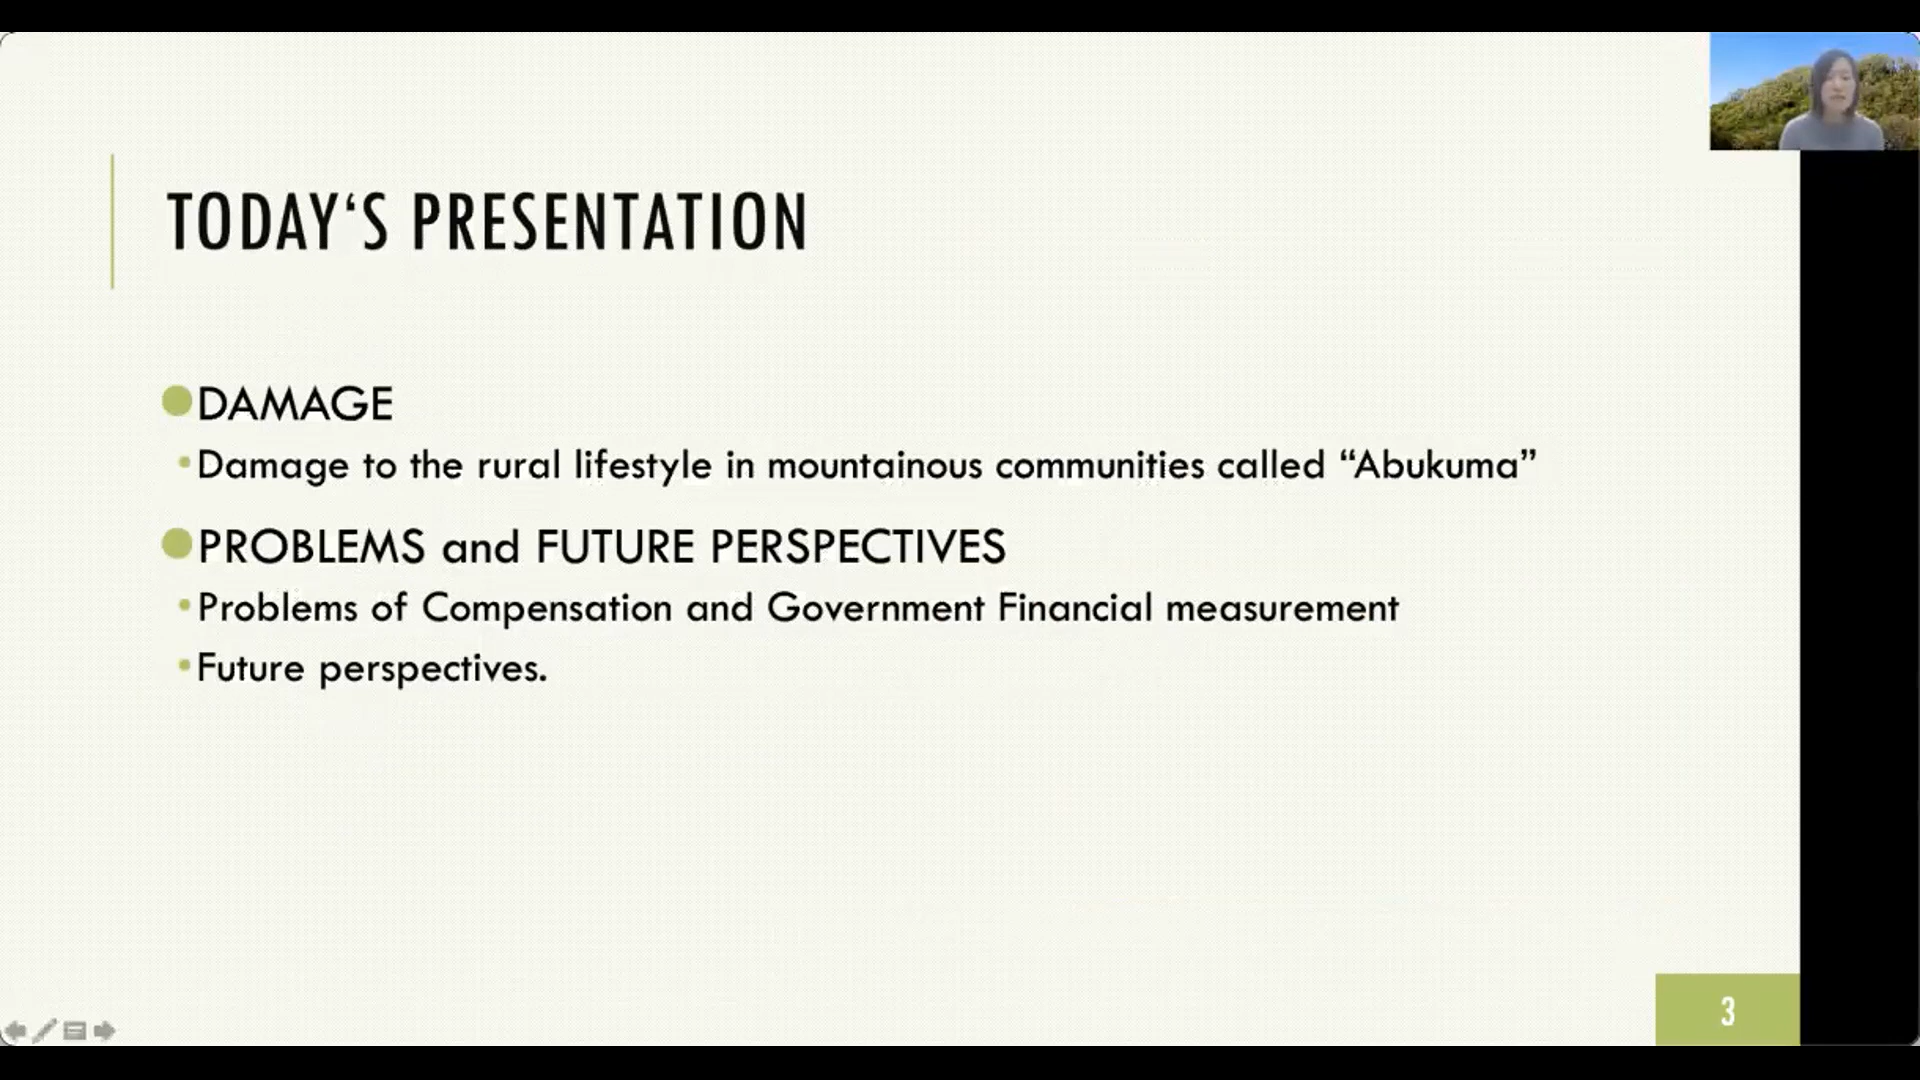 TODAY‘S PRESENTATION
DAMAGE
Damage to the rural lifestyle in mountainous communities called “Abukuma”
PROBLEMS and FUTURE PERSPECTIVES
Problems of Compensation and Government Financial measurement
Future perspectives.
3